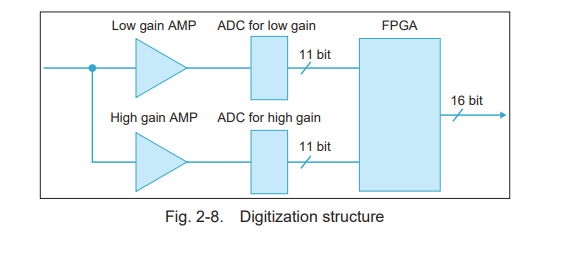 Low gain AMP ADC for low gain FPGA
11 bit
16 bit
High gain AMP ADC for high gain
11 bit
Fig. 2-8. Digitization structure